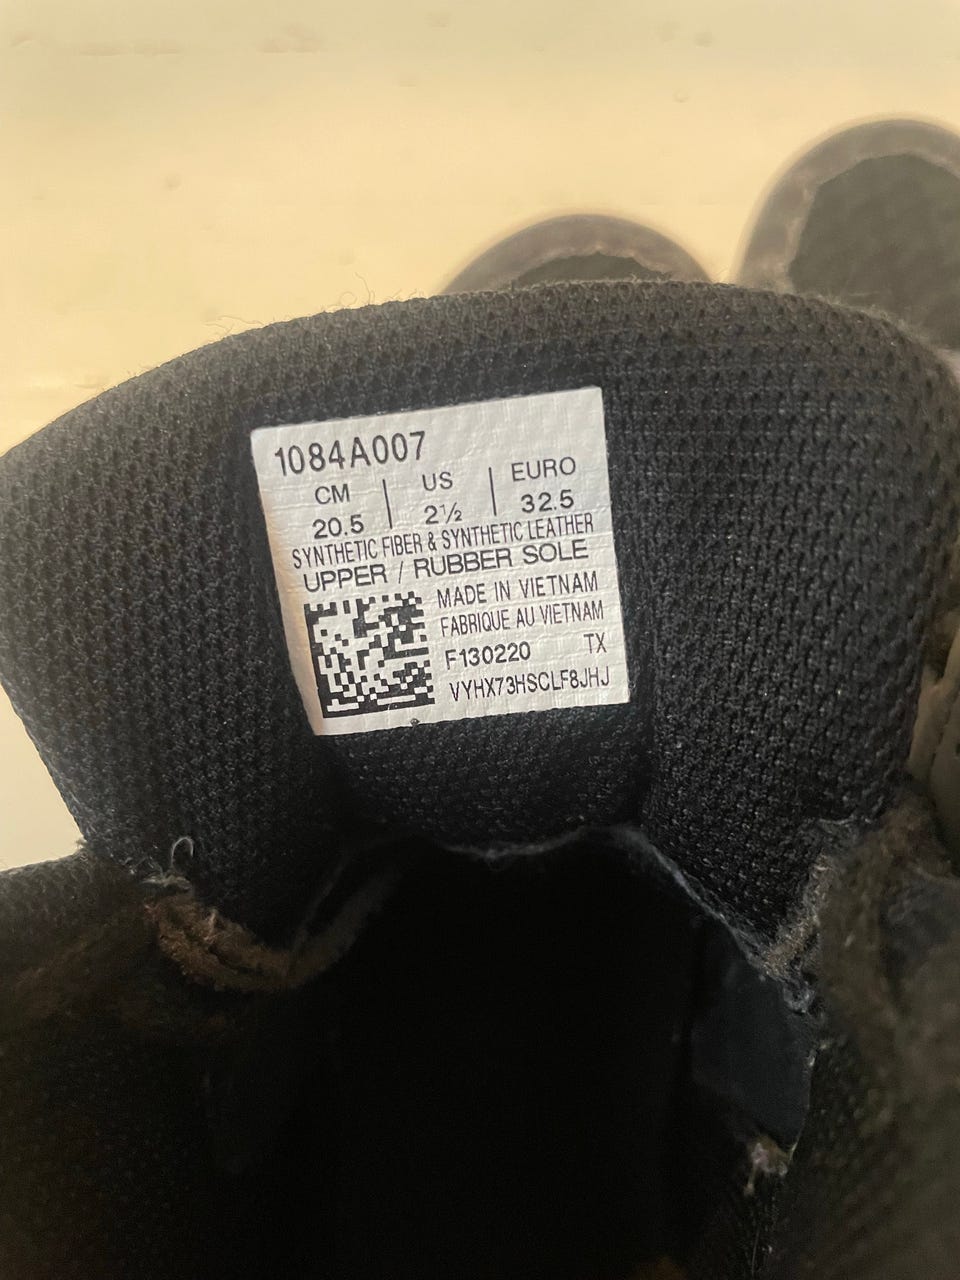 1084A007
CM | US | EURO
20.5 | 2½ | 32.5
SYNTHETIC FIBER & SYNTHETIC LEATHER
UPPER / RUBBER SOLE
MADE IN VIETNAM
FABRIQUE AU VIETNAM
F130220 TX
VYHX73HSCLF8JHJ